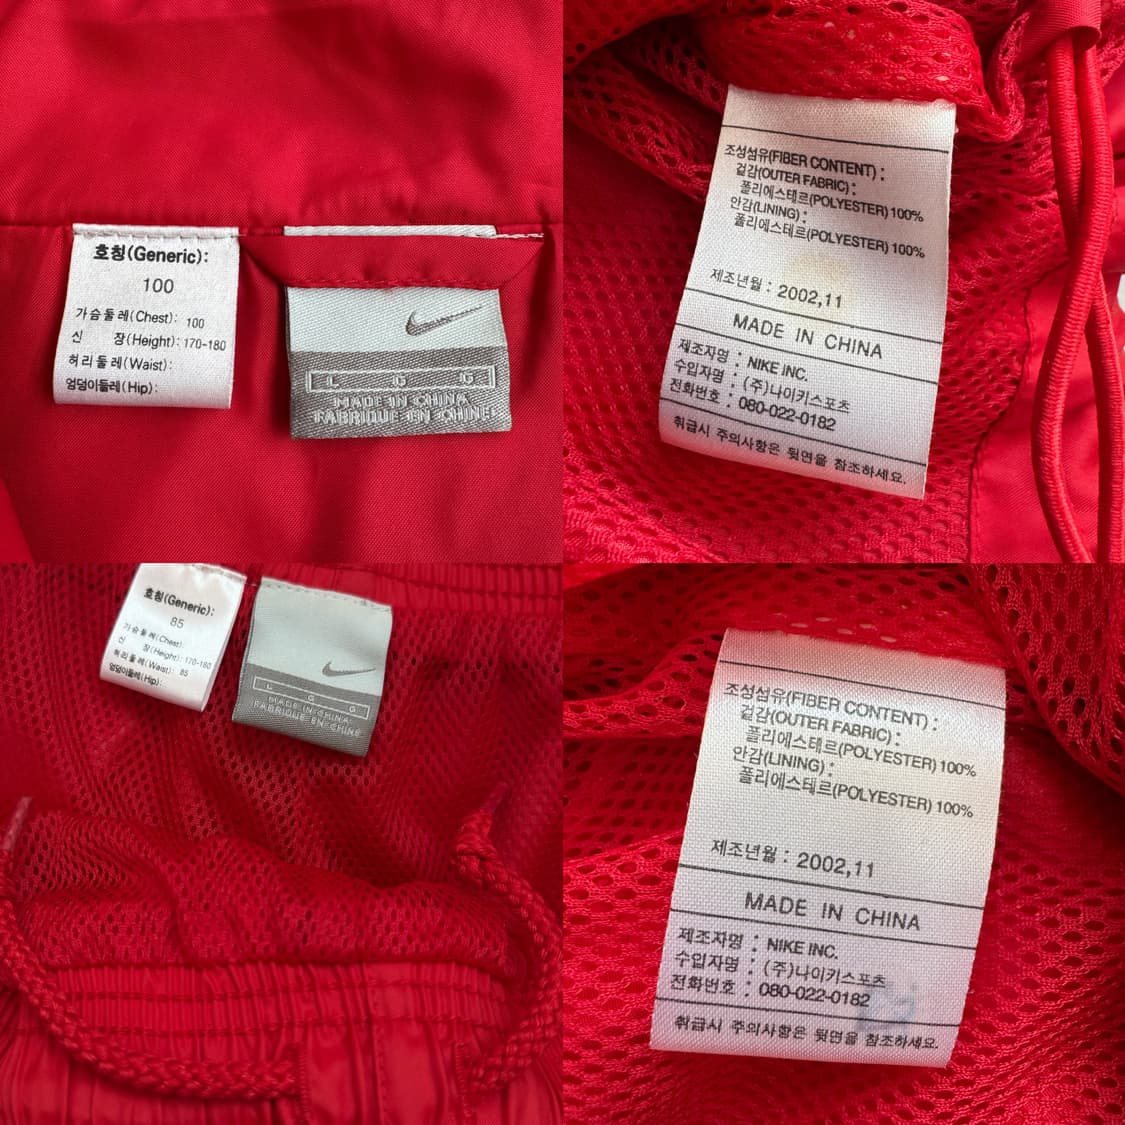 호칭(Generic):
100
가슴둘레(Chest): 100
신 장(Height): 170-180
허리둘레(Waist):
엉덩이둘레(Hip):
L G G
MADE IN CHINA
FABRIQUE EN CHINE
조성섬유(FIBER CONTENT) :
겉감(OUTER FABRIC) :
폴리에스테르(POLYESTER) 100%
안감(LINING) :
폴리에스테르(POLYESTER) 100%
제조년월 : 2002,11
MADE IN CHINA
제조자명 : NIKE INC.
수입자명 : (주)나이키스포츠
전화번호 : 080-022-0182
취급시 주의사항은 뒷면을 참조하세요.
호칭(Generic):
85
가슴둘레(Chest):
신 장(Height): 170-180
허리둘레(Waist): 85
엉덩이둘레(Hip):
L G G
MADE IN CHINA
FABRIQUE EN CHINE
조성섬유(FIBER CONTENT) :
겉감(OUTER FABRIC) :
폴리에스테르(POLYESTER) 100%
안감(LINING) :
폴리에스테르(POLYESTER) 100%
제조년월 : 2002,11
MADE IN CHINA
제조자명 : NIKE INC.
수입자명 : (주)나이키스포츠
전화번호 : 080-022-0182
취급시 주의사항은 뒷면을 참조하세요.